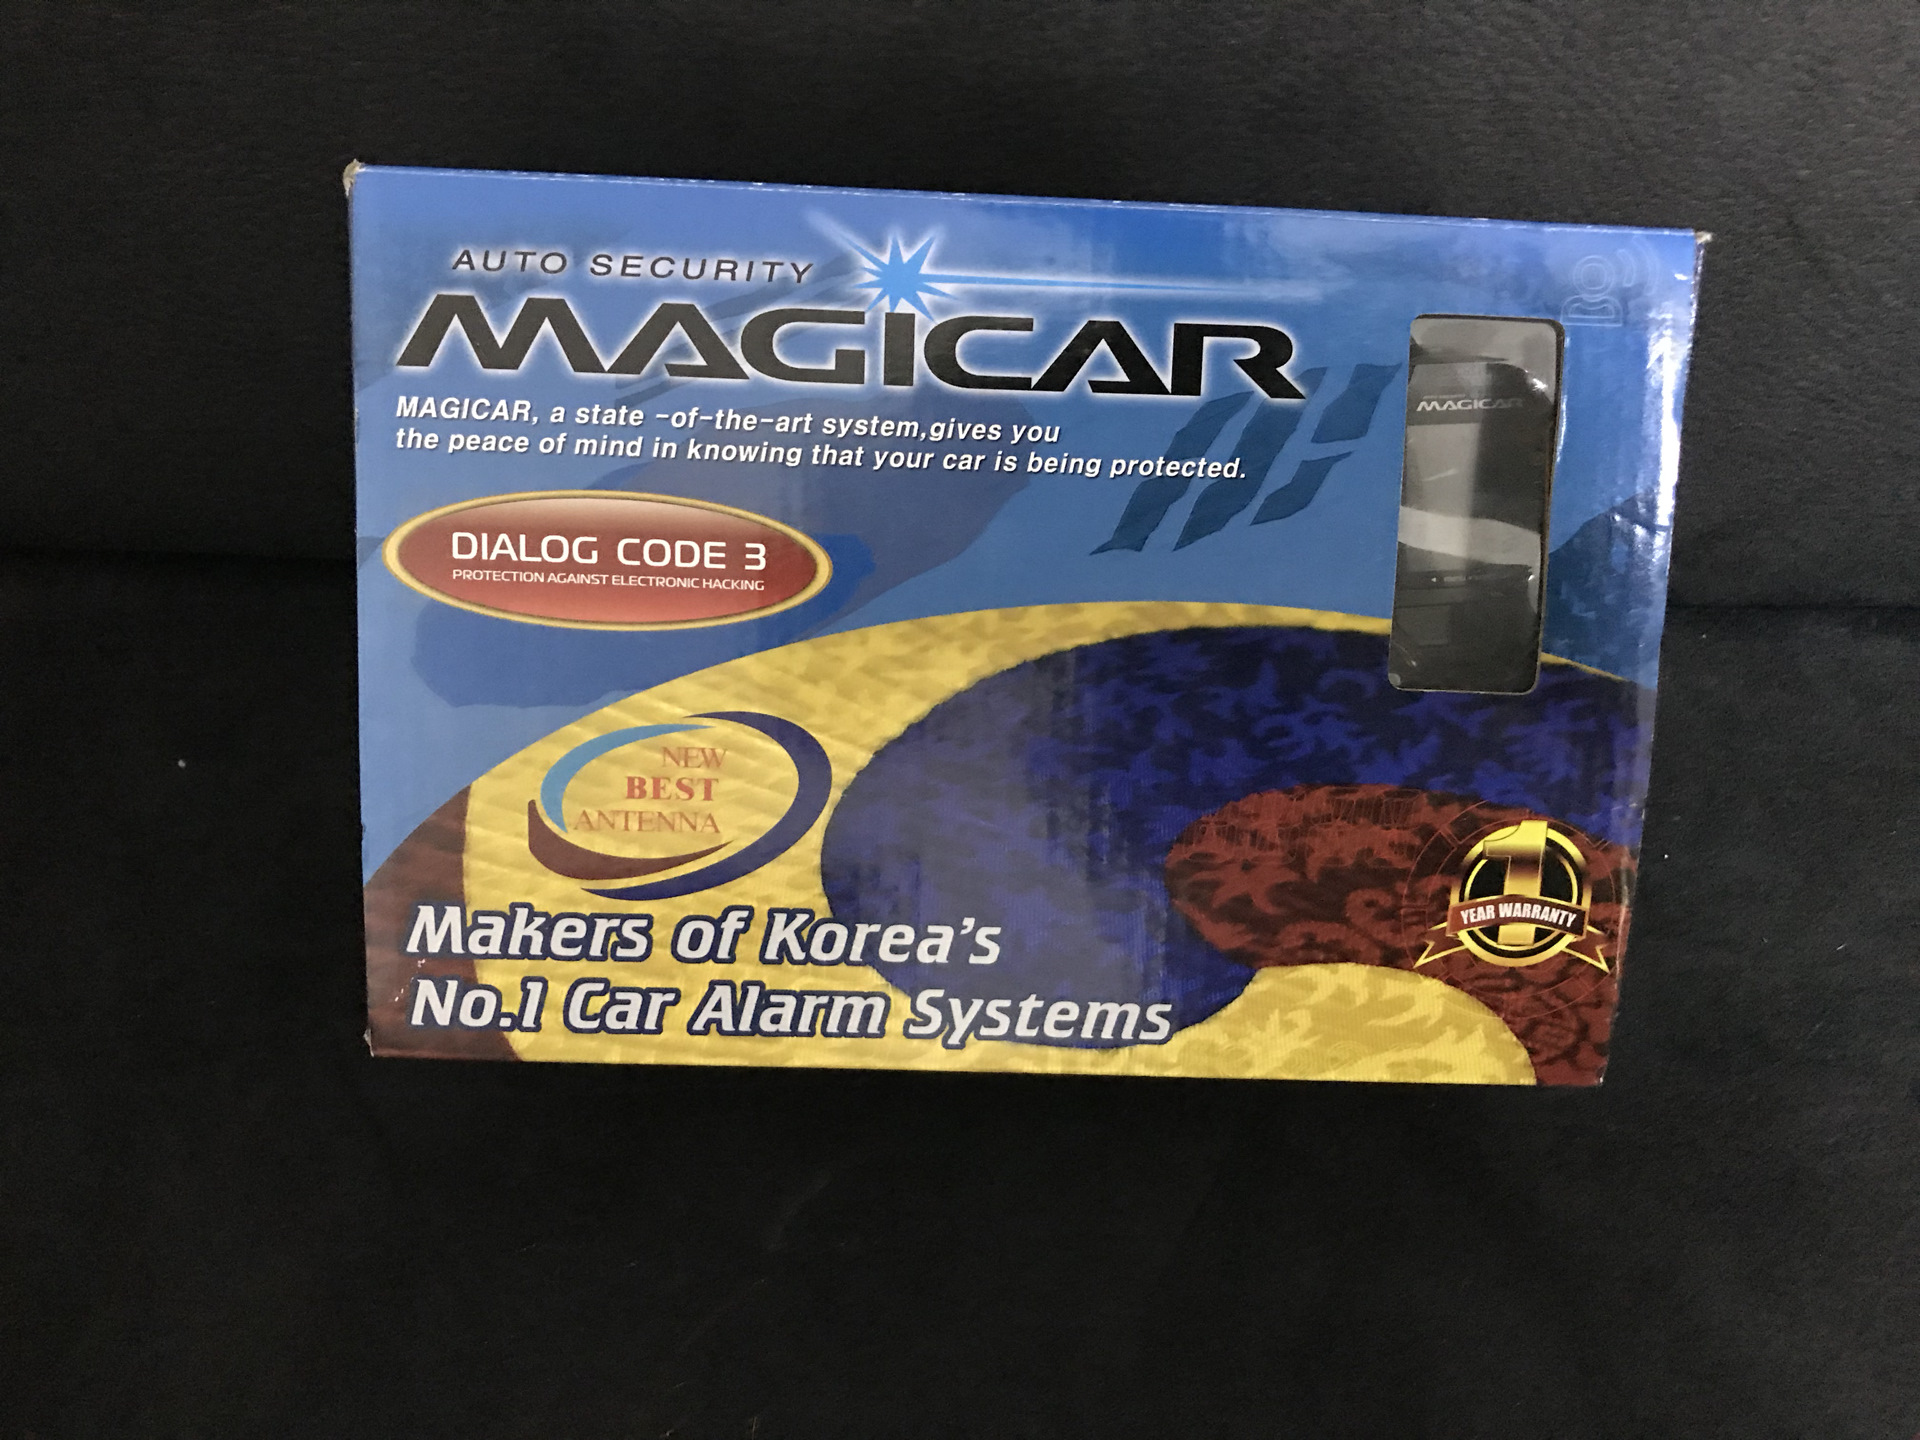 AUTO SECURITY
MAGICAR
MAGICAR, a state -of-the-art system,gives you
the peace of mind in knowing that your car is being protected.
MAGICAR
DIALOG CODE 3
PROTECTION AGAINST ELECTRONIC HACKING
NEW
BEST
ANTENNA
1
YEAR WARRANTY
Makers of Korea's
No.1 Car Alarm Systems